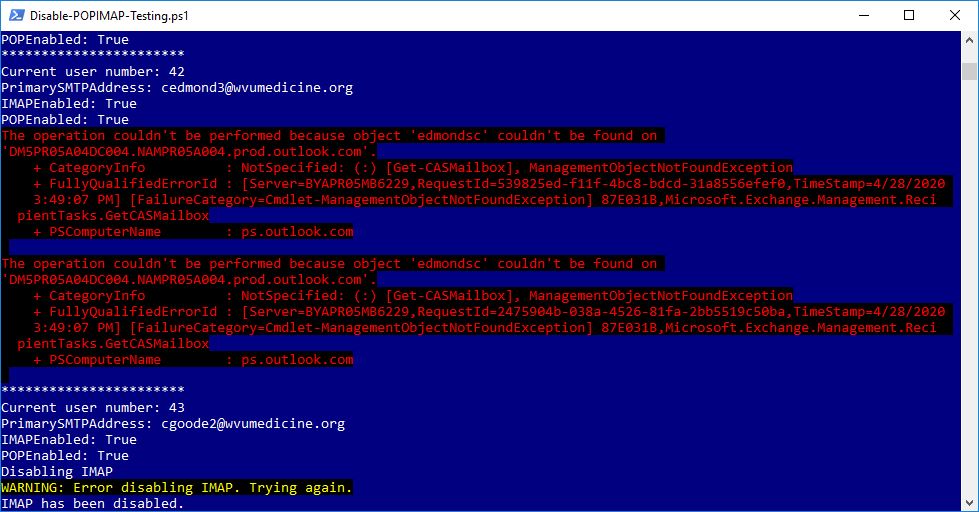 Disable-POPIMAP-Testing.ps1
POPEnabled: True
***********************
Current user number: 42
PrimarySMTPAddress: cedmond3@wvumedicine.org
IMAPEnabled: True
POPEnabled: True
The operation couldn't be performed because object 'edmondsc' couldn't be found on
'DM5PR05A04DC004.NAMPR05A004.prod.outlook.com'.
+ CategoryInfo : NotSpecified: (:) [Get-CASMailbox], ManagementObjectNotFoundException
+ FullyQualifiedErrorId : [Server=BYAPR05MB6229,RequestId=539825ed-f11f-4bc8-bdcd-31a8556efef0,TimeStamp=4/28/2020
3:49:07 PM] [FailureCategory=Cmdlet-ManagementObjectNotFoundException] 87E031B,Microsoft.Exchange.Management.Reci
pientTasks.GetCASMailbox
+ PSComputerName : ps.outlook.com
The operation couldn't be performed because object 'edmondsc' couldn't be found on
'DM5PR05A04DC004.NAMPR05A004.prod.outlook.com'.
+ CategoryInfo : NotSpecified: (:) [Get-CASMailbox], ManagementObjectNotFoundException
+ FullyQualifiedErrorId : [Server=BYAPR05MB6229,RequestId=2475904b-038a-4526-81fa-2bb5519c50ba,TimeStamp=4/28/2020
3:49:07 PM] [FailureCategory=Cmdlet-ManagementObjectNotFoundException] 87E031B,Microsoft.Exchange.Management.Reci
pientTasks.GetCASMailbox
+ PSComputerName : ps.outlook.com
***********************
Current user number: 43
PrimarySMTPAddress: cgoode2@wvumedicine.org
IMAPEnabled: True
POPEnabled: True
Disabling IMAP
WARNING: Error disabling IMAP. Trying again.
IMAP has been disabled.